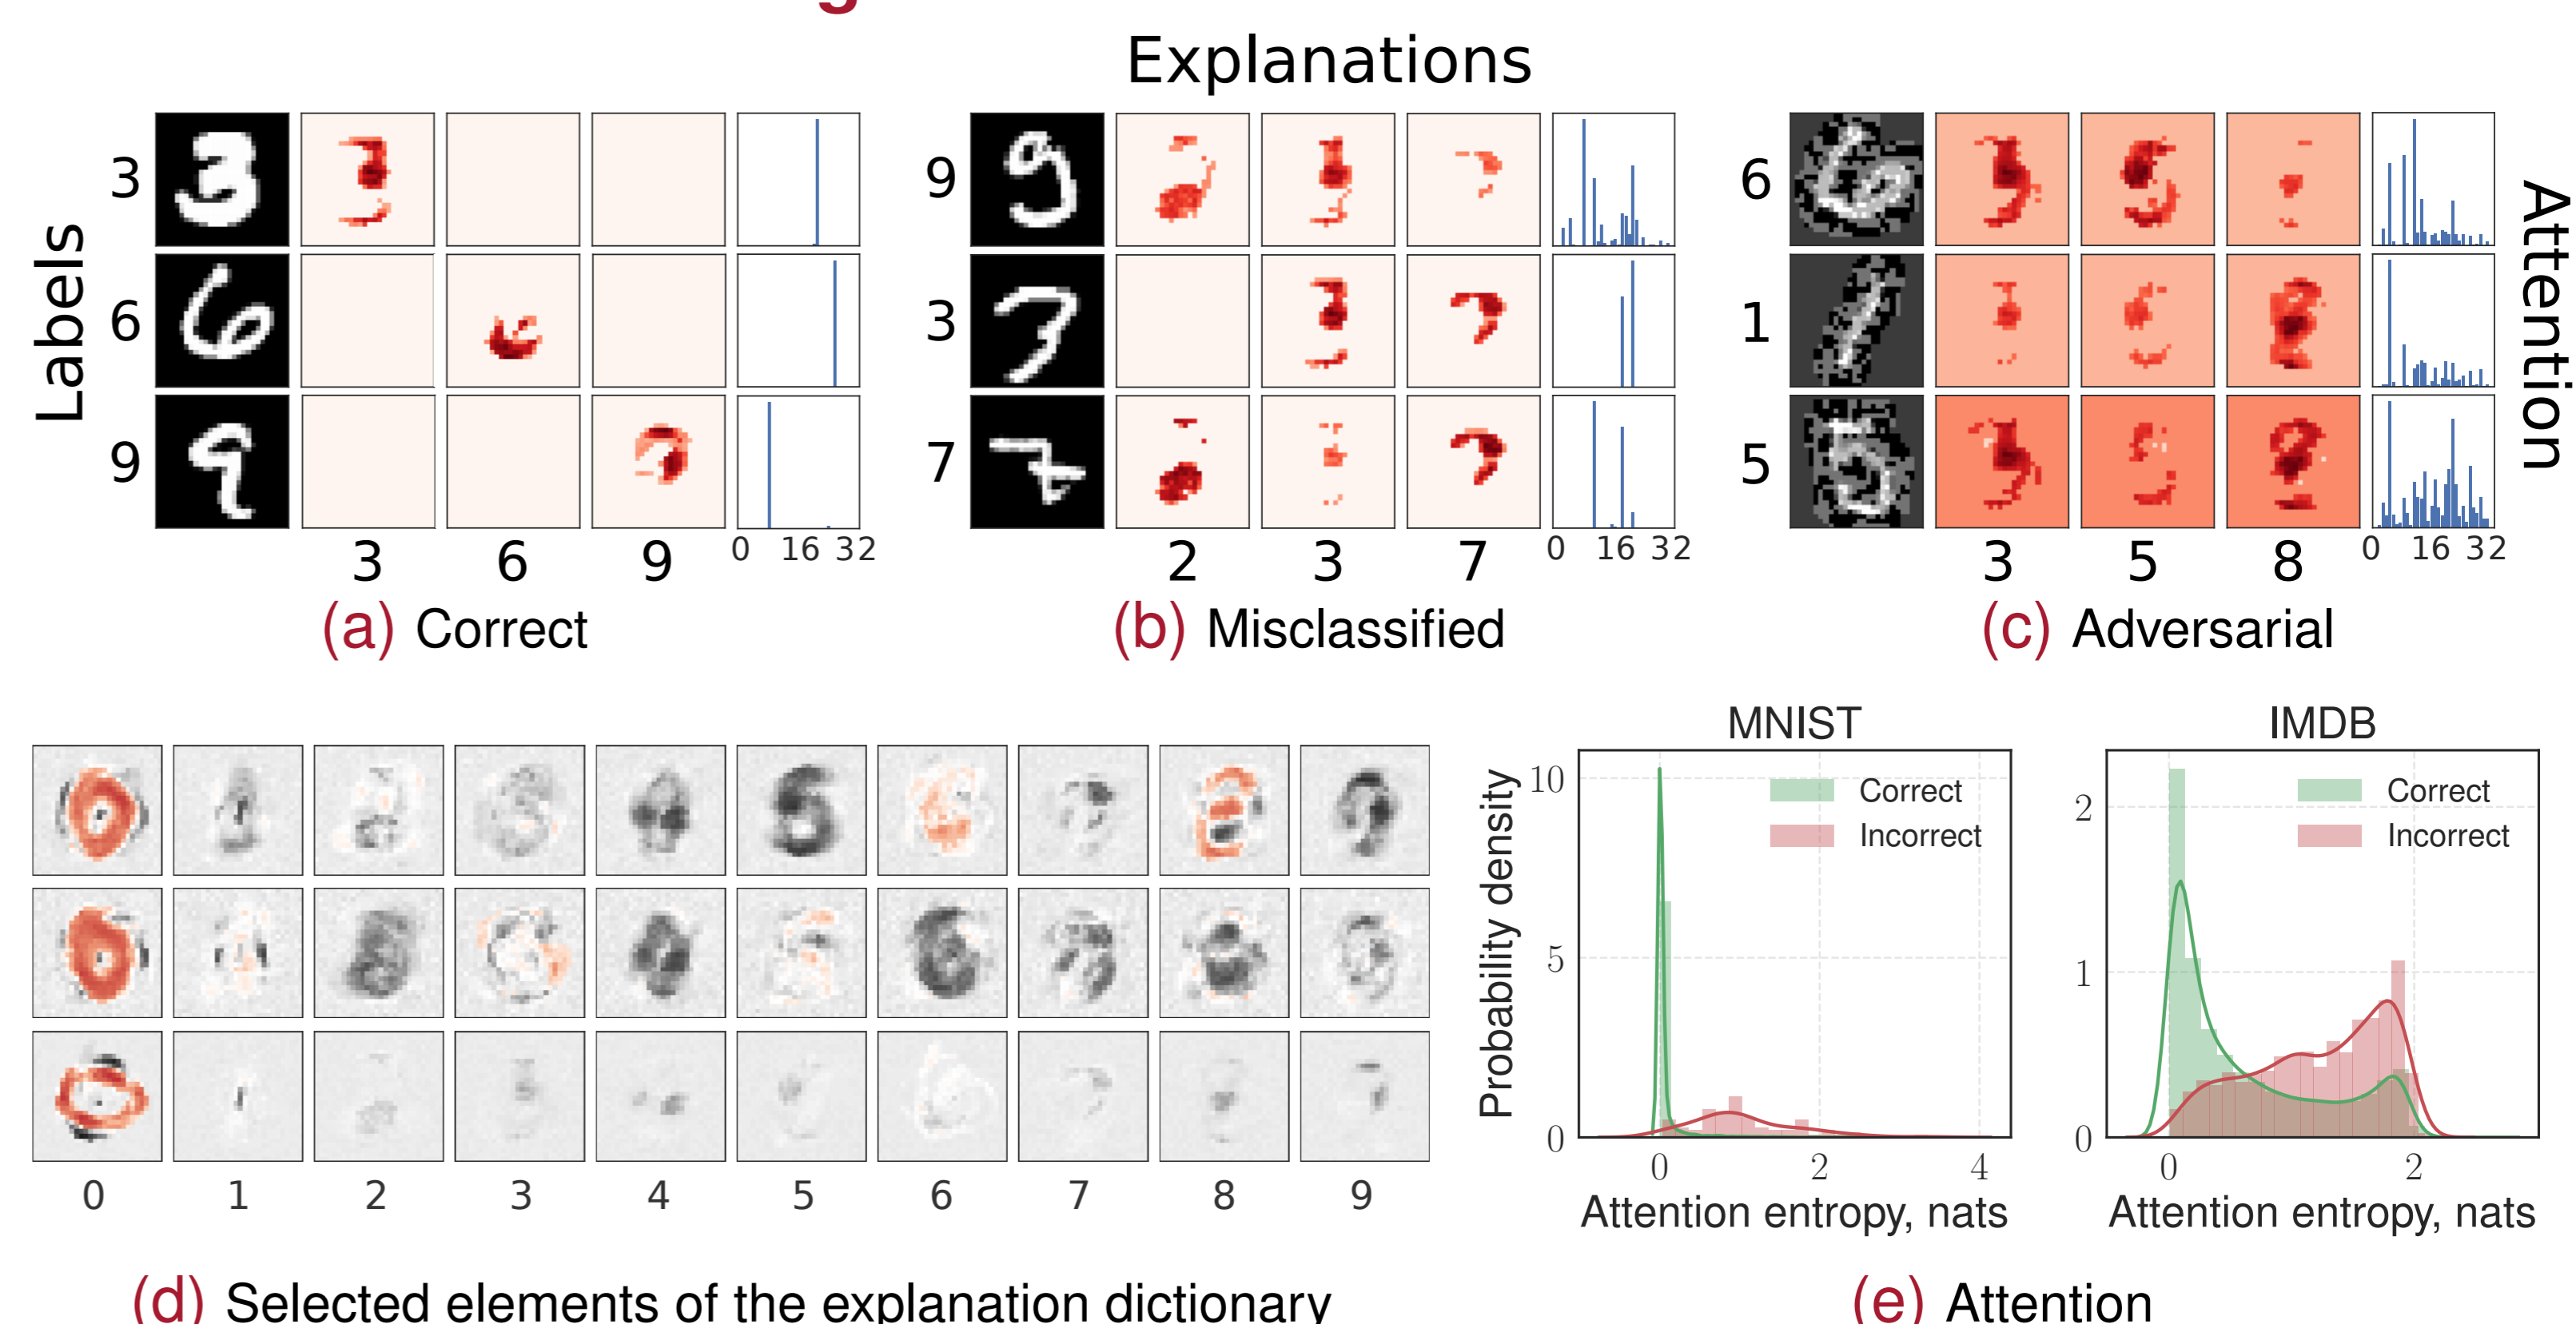 g
Explanations
Labels
3
6
9
3 6 9
0 16 32
(a) Correct
9
3
7
2 3 7
0 16 32
(b) Misclassified
6
1
5
3 5 8
0 16 32
Attention
(c) Adversarial
0 1 2 3 4 5 6 7 8 9
(d) Selected elements of the explanation dictionary
MNIST
Probability density
10
5
0
Correct
Incorrect
0 2 4
Attention entropy, nats
IMDB
2
1
0
Correct
Incorrect
0 2
Attention entropy, nats
(e) Attention